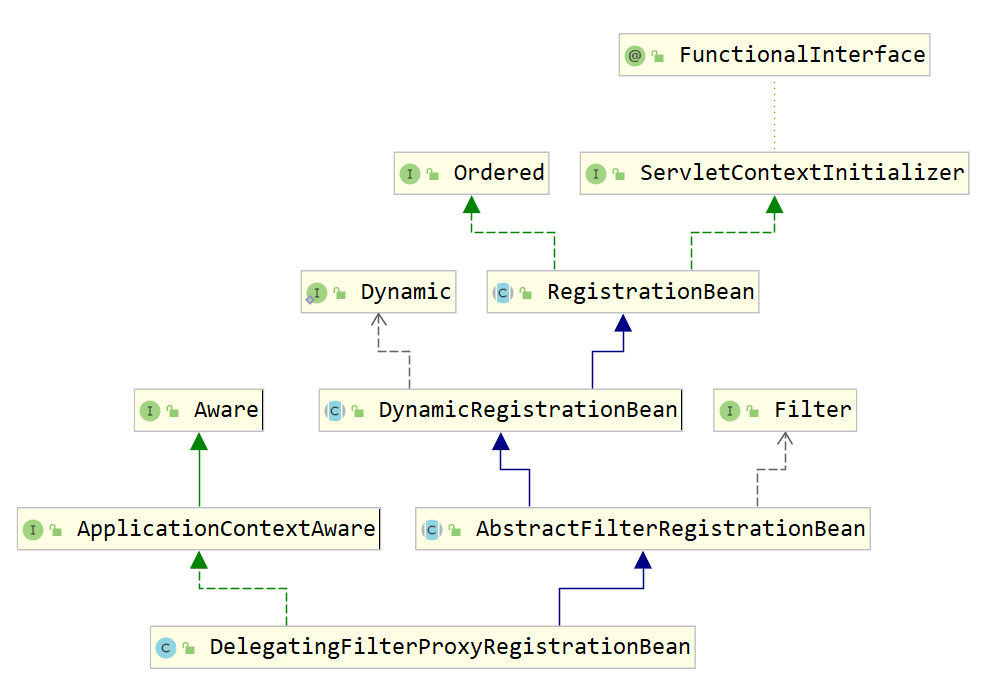 @ FunctionalInterface
I Ordered
I ServletContextInitializer
I Dynamic
C RegistrationBean
I Aware
C DynamicRegistrationBean
I Filter
I ApplicationContextAware
C AbstractFilterRegistrationBean
C DelegatingFilterProxyRegistrationBean